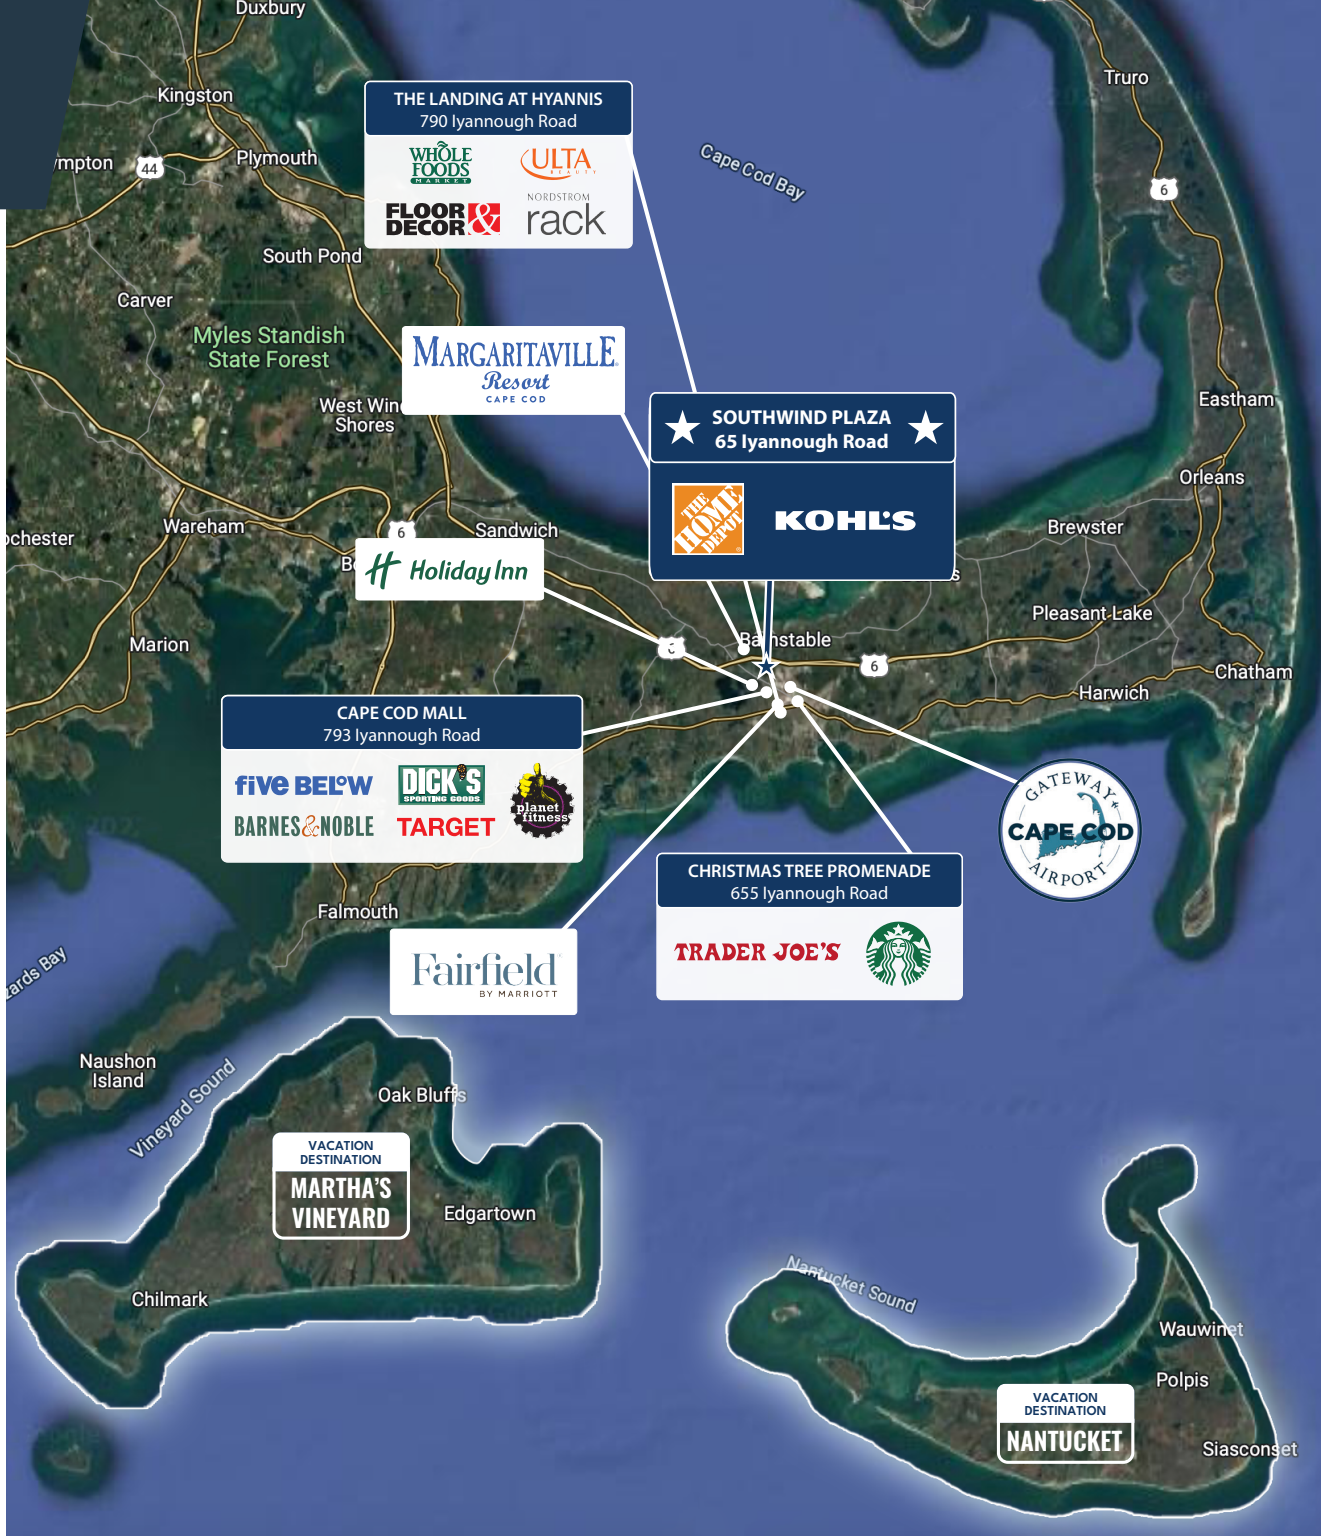 Duxbury
Kingston
ympton
44
Plymouth
South Pond
Carver
Myles Standish
State Forest
THE LANDING AT HYANNIS
790 Iyannough Road
WHOLE
FOODS
MARKET
ULTA
BEAUTY
FLOOR &
DECOR
NORDSTROM
rack
Cape Cod Bay
Truro
6
MARGARITAVILLE
Resort
CAPE COD
West Win
Shores
SOUTHWIND PLAZA
65 Iyannough Road
THE
HOME
DEPOT
KOHL'S
Eastham
Orleans
Brewster
Wareham
ochester
6
Sandwich
B
Holiday Inn
s
Pleasant Lake
Marion
Barnstable
6
Chatham
Harwich
CAPE COD MALL
793 Iyannough Road
five BELOW
DICK'S
SPORTING GOODS
planet
fitness
BARNES & NOBLE
TARGET
GATEWAY
CAPE COD
AIRPORT
CHRISTMAS TREE PROMENADE
655 Iyannough Road
TRADER JOE'S
Falmouth
Fairfield
BY MARRIOTT
zards Bay
Naushon
Island
Vineyard Sound
Oak Bluffs
VACATION
DESTINATION
MARTHA'S
VINEYARD
Edgartown
Chilmark
Nantucket Sound
Wauwinet
Polpis
VACATION
DESTINATION
NANTUCKET
Siasconset